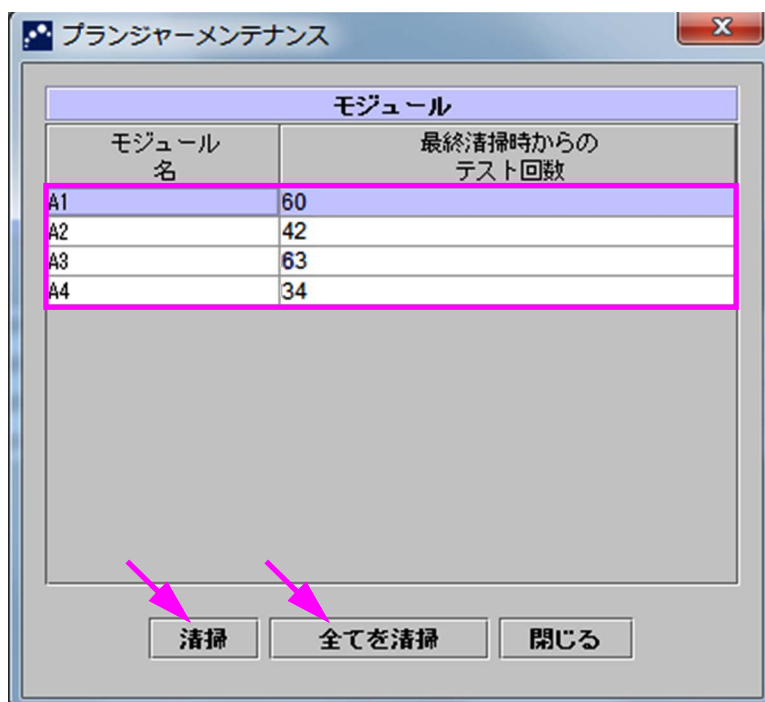 プランジャーメンテナンス
モジュール
モジュール
名
最終清掃時からの
テスト回数
A1 60
A2 42
A3 63
A4 34
清掃 全てを清掃 閉じる